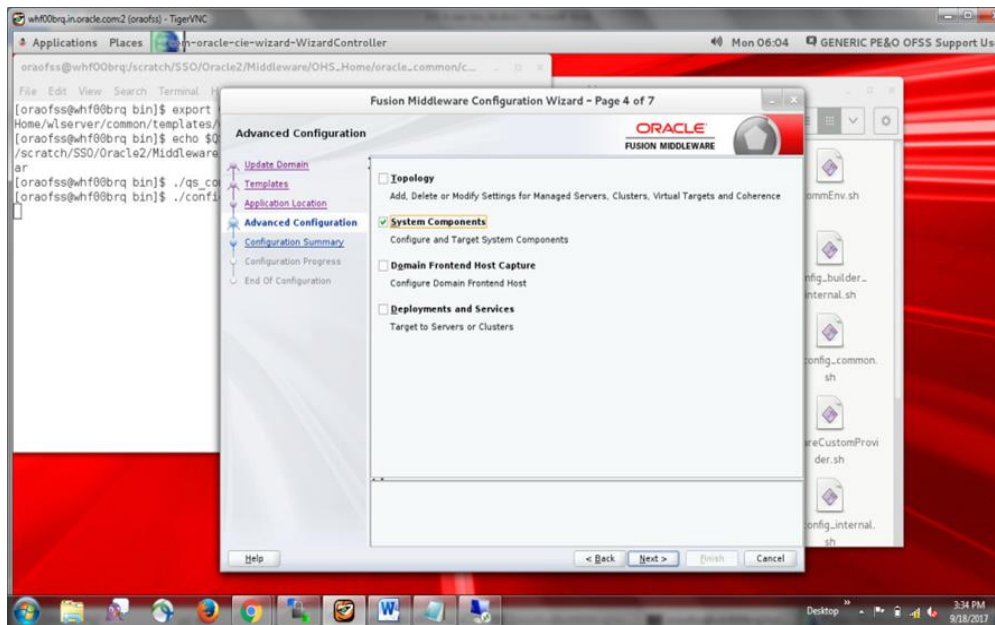 whf00brq.in.oracle.com:2 (oraofss) - TigerVNC
Applications Places com-oracle-cie-wizard-WizardController Mon 06:04 GENERIC PE&O OFSS Support Us
oraofss@whf00brq:/scratch/SSO/Oracle2/Middleware/OHS_Home/oracle_common/c...
File Edit View Search Terminal H
[oraofss@whf00brq bin]$ export
Home/wlserver/common/templates/
[oraofss@whf00brq bin]$ echo $Q
/scratch/SSO/Oracle2/Middleware
ar
[oraofss@whf00brq bin]$ ./qs_co
[oraofss@whf00brq bin]$ ./confi
Fusion Middleware Configuration Wizard - Page 4 of 7
Advanced Configuration
ORACLE
FUSION MIDDLEWARE
Update Domain
Templates
Application Location
Advanced Configuration
Configuration Summary
Configuration Progress
End Of Configuration
Topology
Add, Delete or Modify Settings for Managed Servers, Clusters, Virtual Targets and Coherence
System Components
Configure and Target System Components
Domain Frontend Host Capture
Configure Domain Frontend Host
Deployments and Services
Target to Servers or Clusters
Help
< Back
Next >
Finish
Cancel
ommEnv.sh
nfig_builder_
internal.sh
config_common.
sh
areCustomProvi
der.sh
config_internal.
sh
Desktop
3:34 PM
9/18/2017